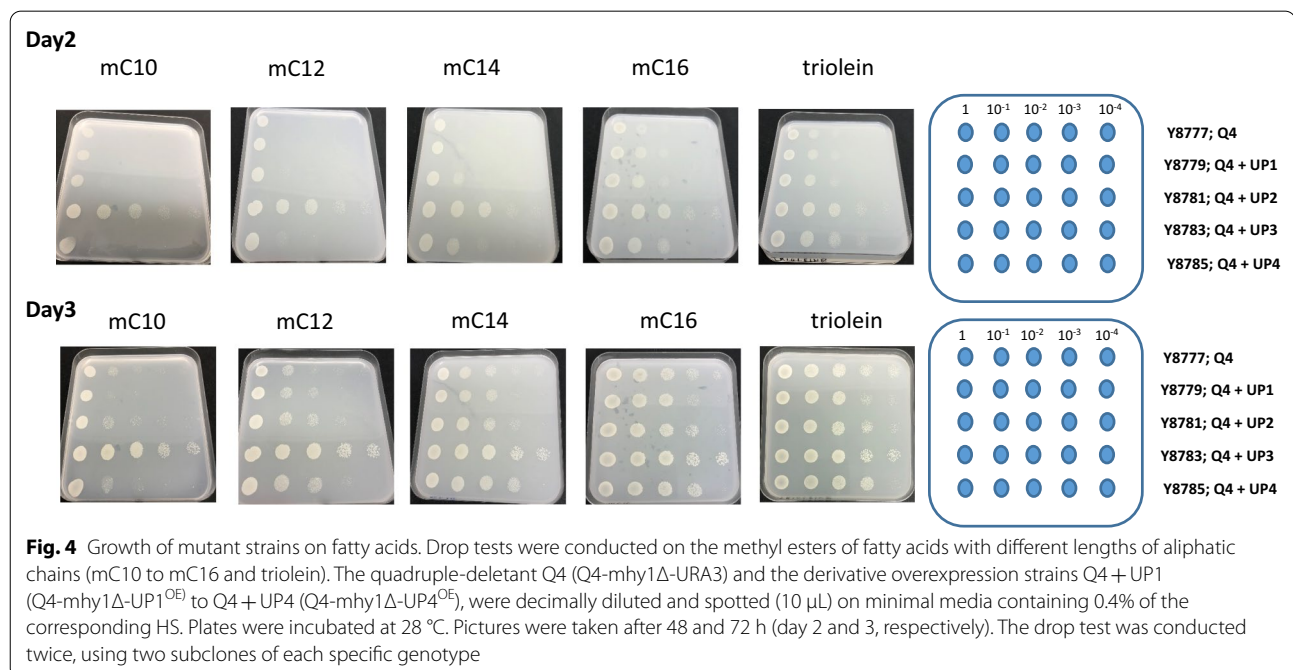 Day2
mC10 mC12 mC14 mC16 triolein
1 10⁻¹ 10⁻² 10⁻³ 10⁻⁴
Y8777; Q4
Y8779; Q4 + UP1
Y8781; Q4 + UP2
Y8783; Q4 + UP3
Y8785; Q4 + UP4
Day3
mC10 mC12 mC14 mC16 triolein
1 10⁻¹ 10⁻² 10⁻³ 10⁻⁴
Y8777; Q4
Y8779; Q4 + UP1
Y8781; Q4 + UP2
Y8783; Q4 + UP3
Y8785; Q4 + UP4
Fig. 4 Growth of mutant strains on fatty acids. Drop tests were conducted on the methyl esters of fatty acids with different lengths of aliphatic
chains (mC10 to mC16 and triolein). The quadruple-deletant Q4 (Q4-mhy1Δ-URA3) and the derivative overexpression strains Q4 + UP1
(Q4-mhy1Δ-UP1ᴼᴱ) to Q4 + UP4 (Q4-mhy1Δ-UP4ᴼᴱ), were decimally diluted and spotted (10 µL) on minimal media containing 0.4% of the
corresponding HS. Plates were incubated at 28 °C. Pictures were taken after 48 and 72 h (day 2 and 3, respectively). The drop test was conducted
twice, using two subclones of each specific genotype